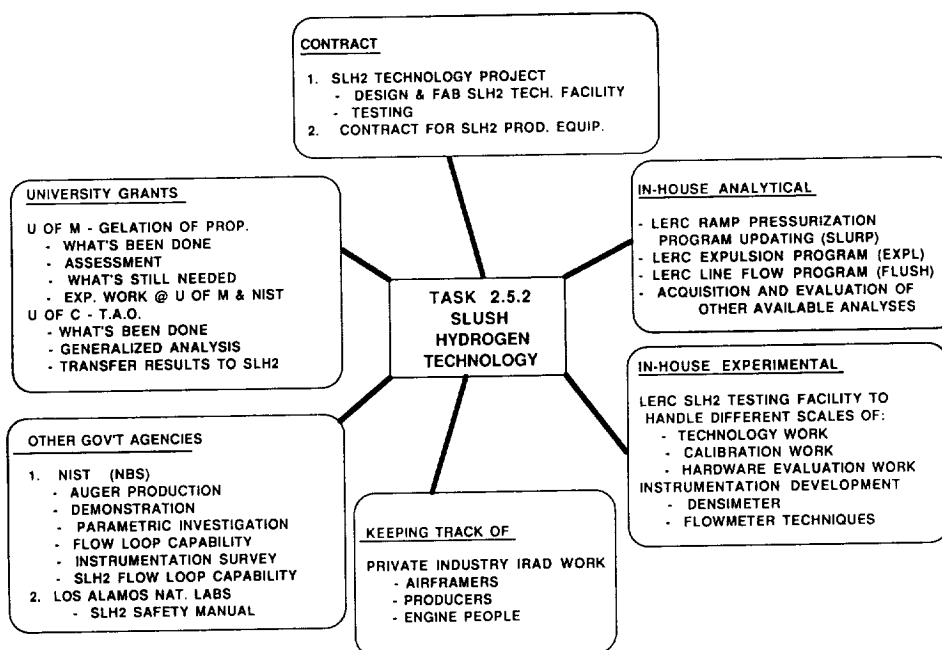 CONTRACT
1. SLH2 TECHNOLOGY PROJECT
- DESIGN & FAB SLH2 TECH. FACILITY
- TESTING
2. CONTRACT FOR SLH2 PROD. EQUIP.
UNIVERSITY GRANTS
U OF M - GELATION OF PROP.
- WHAT'S BEEN DONE
- ASSESSMENT
- WHAT'S STILL NEEDED
- EXP. WORK @ U OF M & NIST
U OF C - T.A.O.
- WHAT'S BEEN DONE
- GENERALIZED ANALYSIS
- TRANSFER RESULTS TO SLH2
IN-HOUSE ANALYTICAL
- LERC RAMP PRESSURIZATION
PROGRAM UPDATING (SLURP)
- LERC EXPULSION PROGRAM (EXPL)
- LERC LINE FLOW PROGRAM (FLUSH)
- ACQUISITION AND EVALUATION OF
OTHER AVAILABLE ANALYSES
TASK 2.5.2
SLUSH
HYDROGEN
TECHNOLOGY
IN-HOUSE EXPERIMENTAL
LERC SLH2 TESTING FACILITY TO
HANDLE DIFFERENT SCALES OF:
- TECHNOLOGY WORK
- CALIBRATION WORK
- HARDWARE EVALUATION WORK
INSTRUMENTATION DEVELOPMENT
- DENSIMETER
- FLOWMETER TECHNIQUES
OTHER GOV'T AGENCIES
1. NIST (NBS)
- AUGER PRODUCTION
- DEMONSTRATION
- PARAMETRIC INVESTIGATION
- FLOW LOOP CAPABILITY
- INSTRUMENTATION SURVEY
- SLH2 FLOW LOOP CAPABILITY
2. LOS ALAMOS NAT. LABS
- SLH2 SAFETY MANUAL
KEEPING TRACK OF
PRIVATE INDUSTRY IRAD WORK
- AIRFRAMERS
- PRODUCERS
- ENGINE PEOPLE